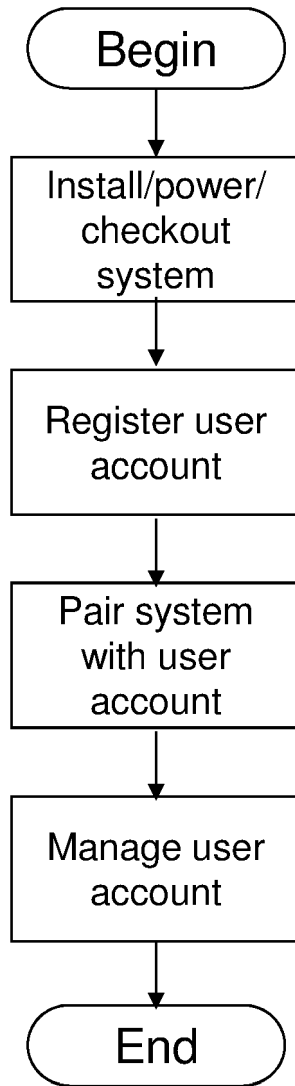 Begin
Install/power/
checkout
system
Register user
account
Pair system
with user
account
Manage user
account
End